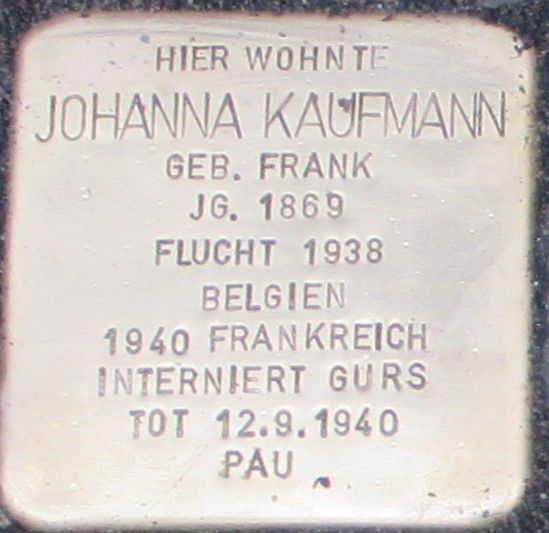 HIER WOHNTE
JOHANNA KAUFMANN
GEB. FRANK
JG. 1869
FLUCHT 1938
BELGIEN
1940 FRANKREICH
INTERNIERT GURS
TOT 12.9.1940
PAU